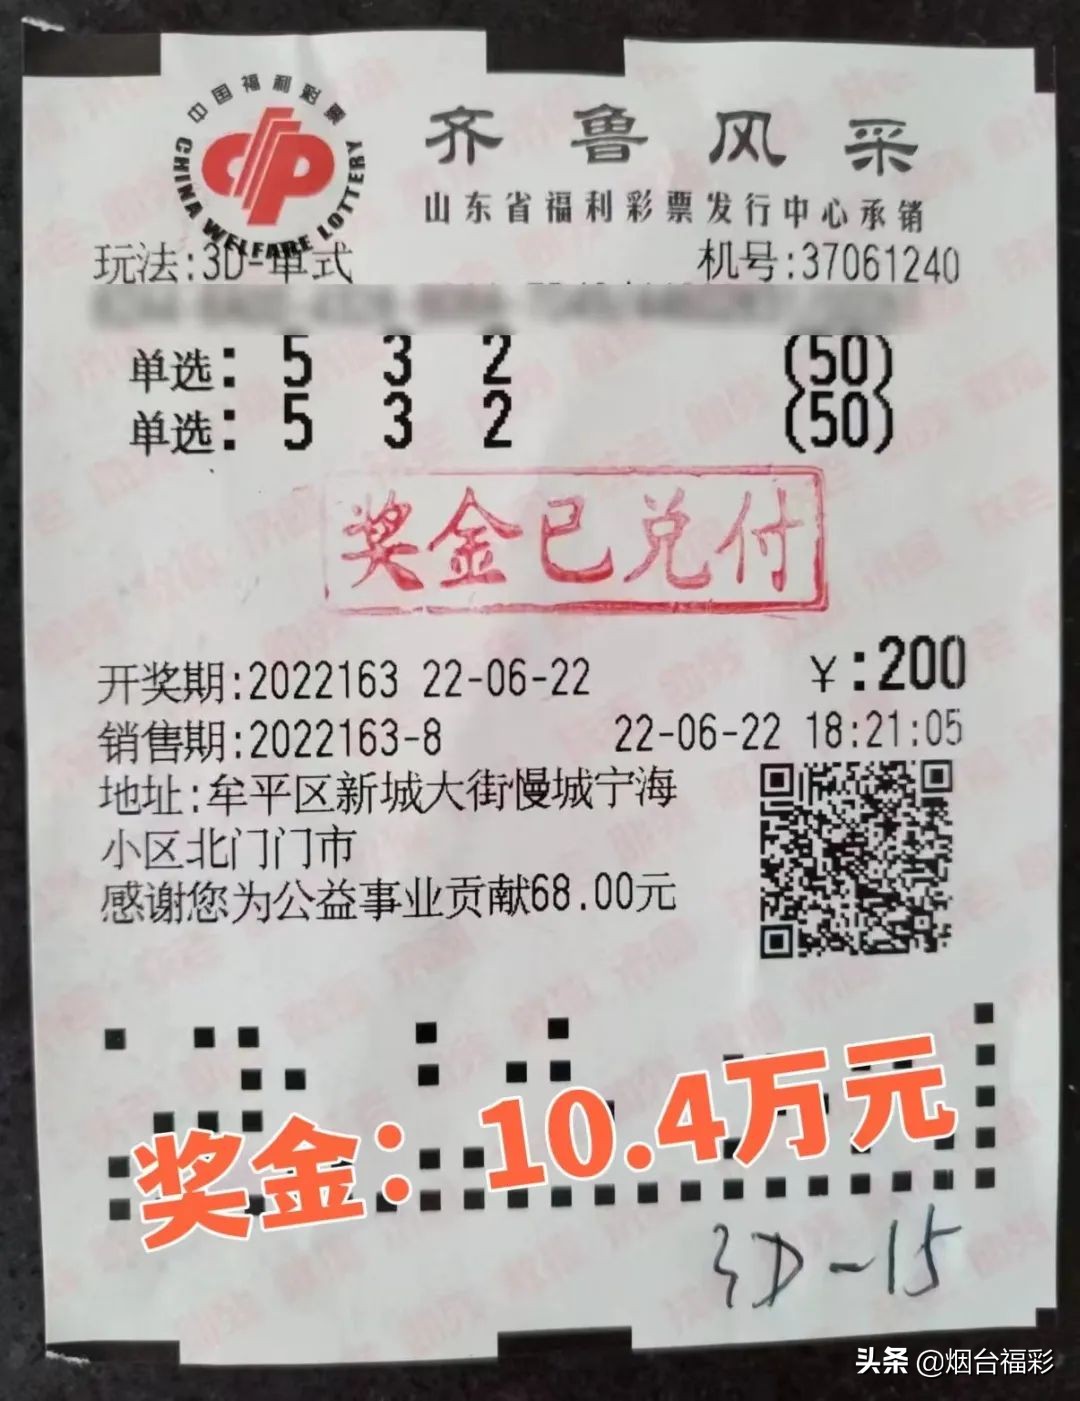 中国福利彩票
CHINA WELFARE LOTTERY
齐鲁风采
山东省福利彩票发行中心承销
玩法:3D-单式 机号:37061240
单选: 5 3 2 (50)
单选: 5 3 2 (50)
奖金已兑付
开奖期:2022163 22-06-22 ¥:200
销售期:2022163-8 22-06-22 18:21:05
地址:牟平区新城大街慢城宁海
小区北门门市
感谢您为公益事业贡献68.00元
奖金：10.4万元
3D-15
头条 @烟台福彩